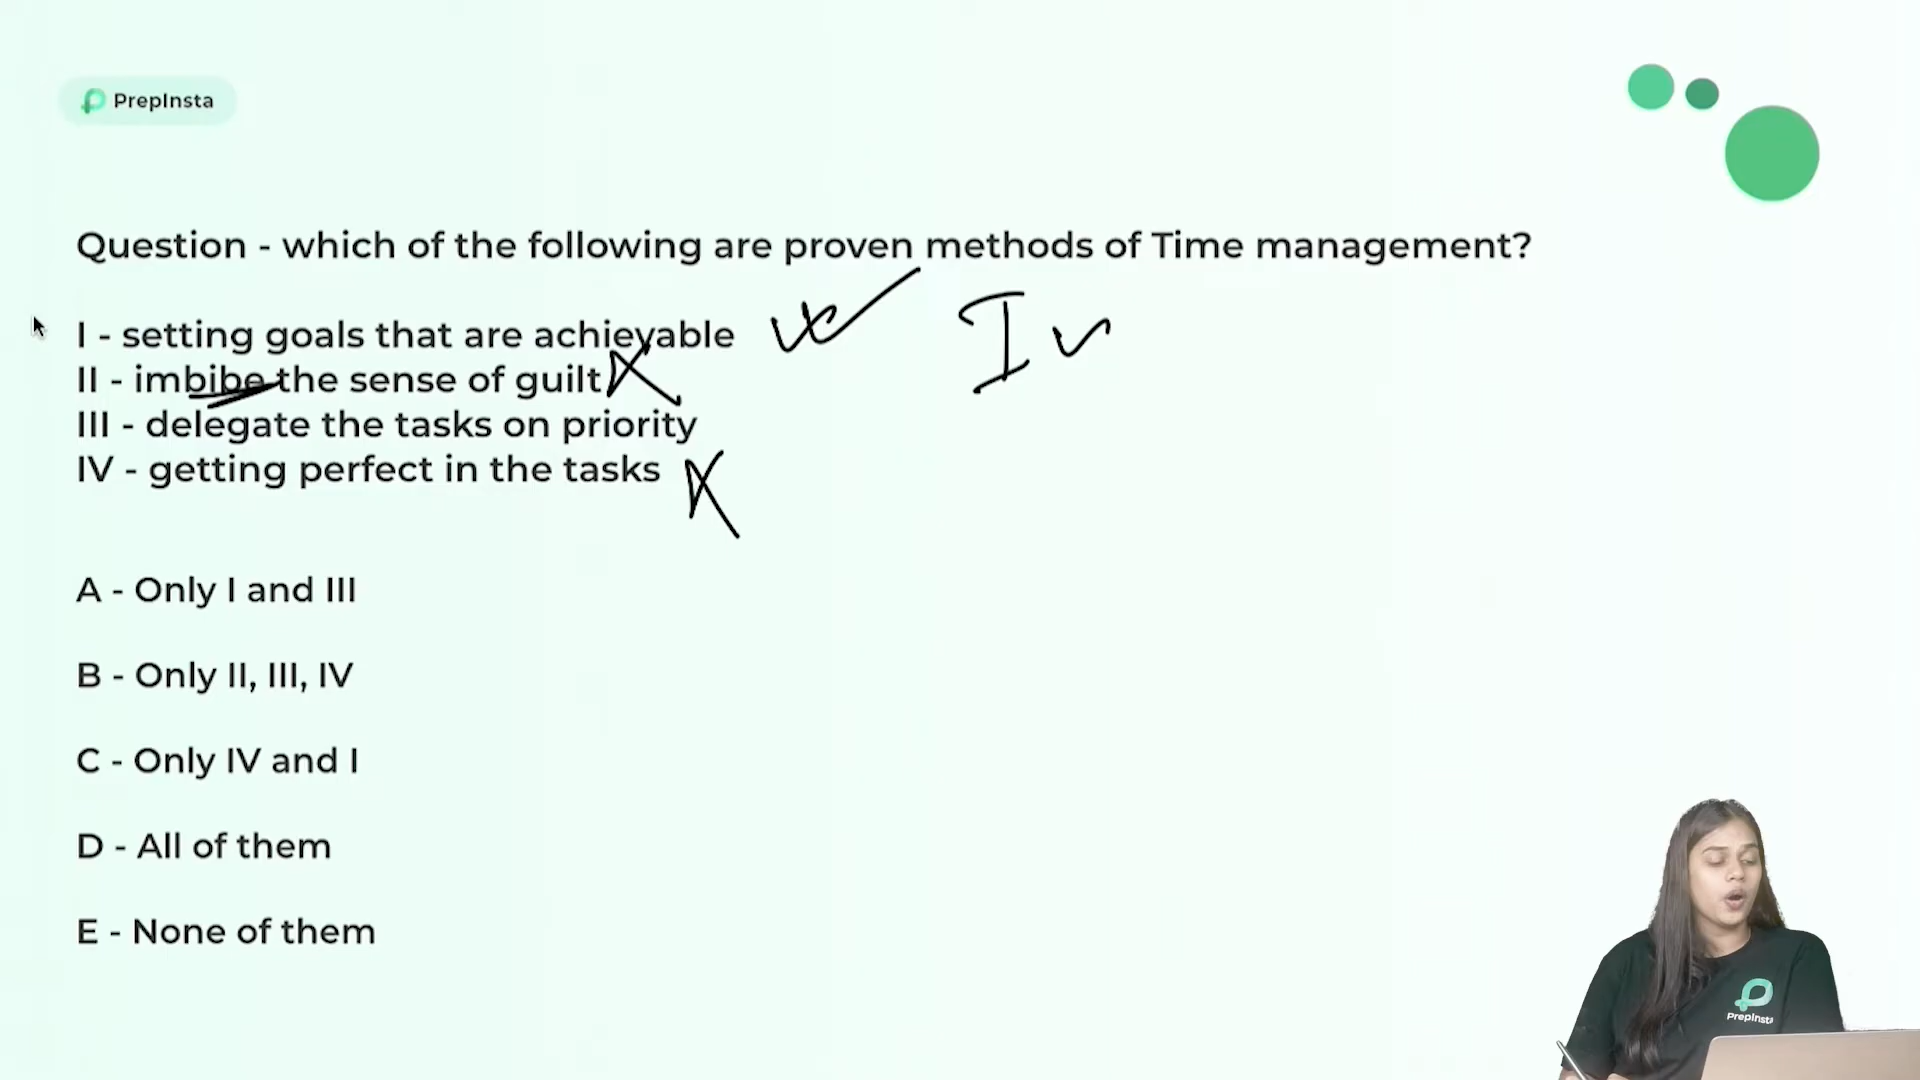 PrepInsta
Question - which of the following are proven methods of Time management?
I - setting goals that are achievable
I
II - imbibe the sense of guilt
III - delegate the tasks on priority
IV - getting perfect in the tasks
A - Only I and III
B - Only II, III, IV
C - Only IV and I
D - All of them
E - None of them
PrepInsta